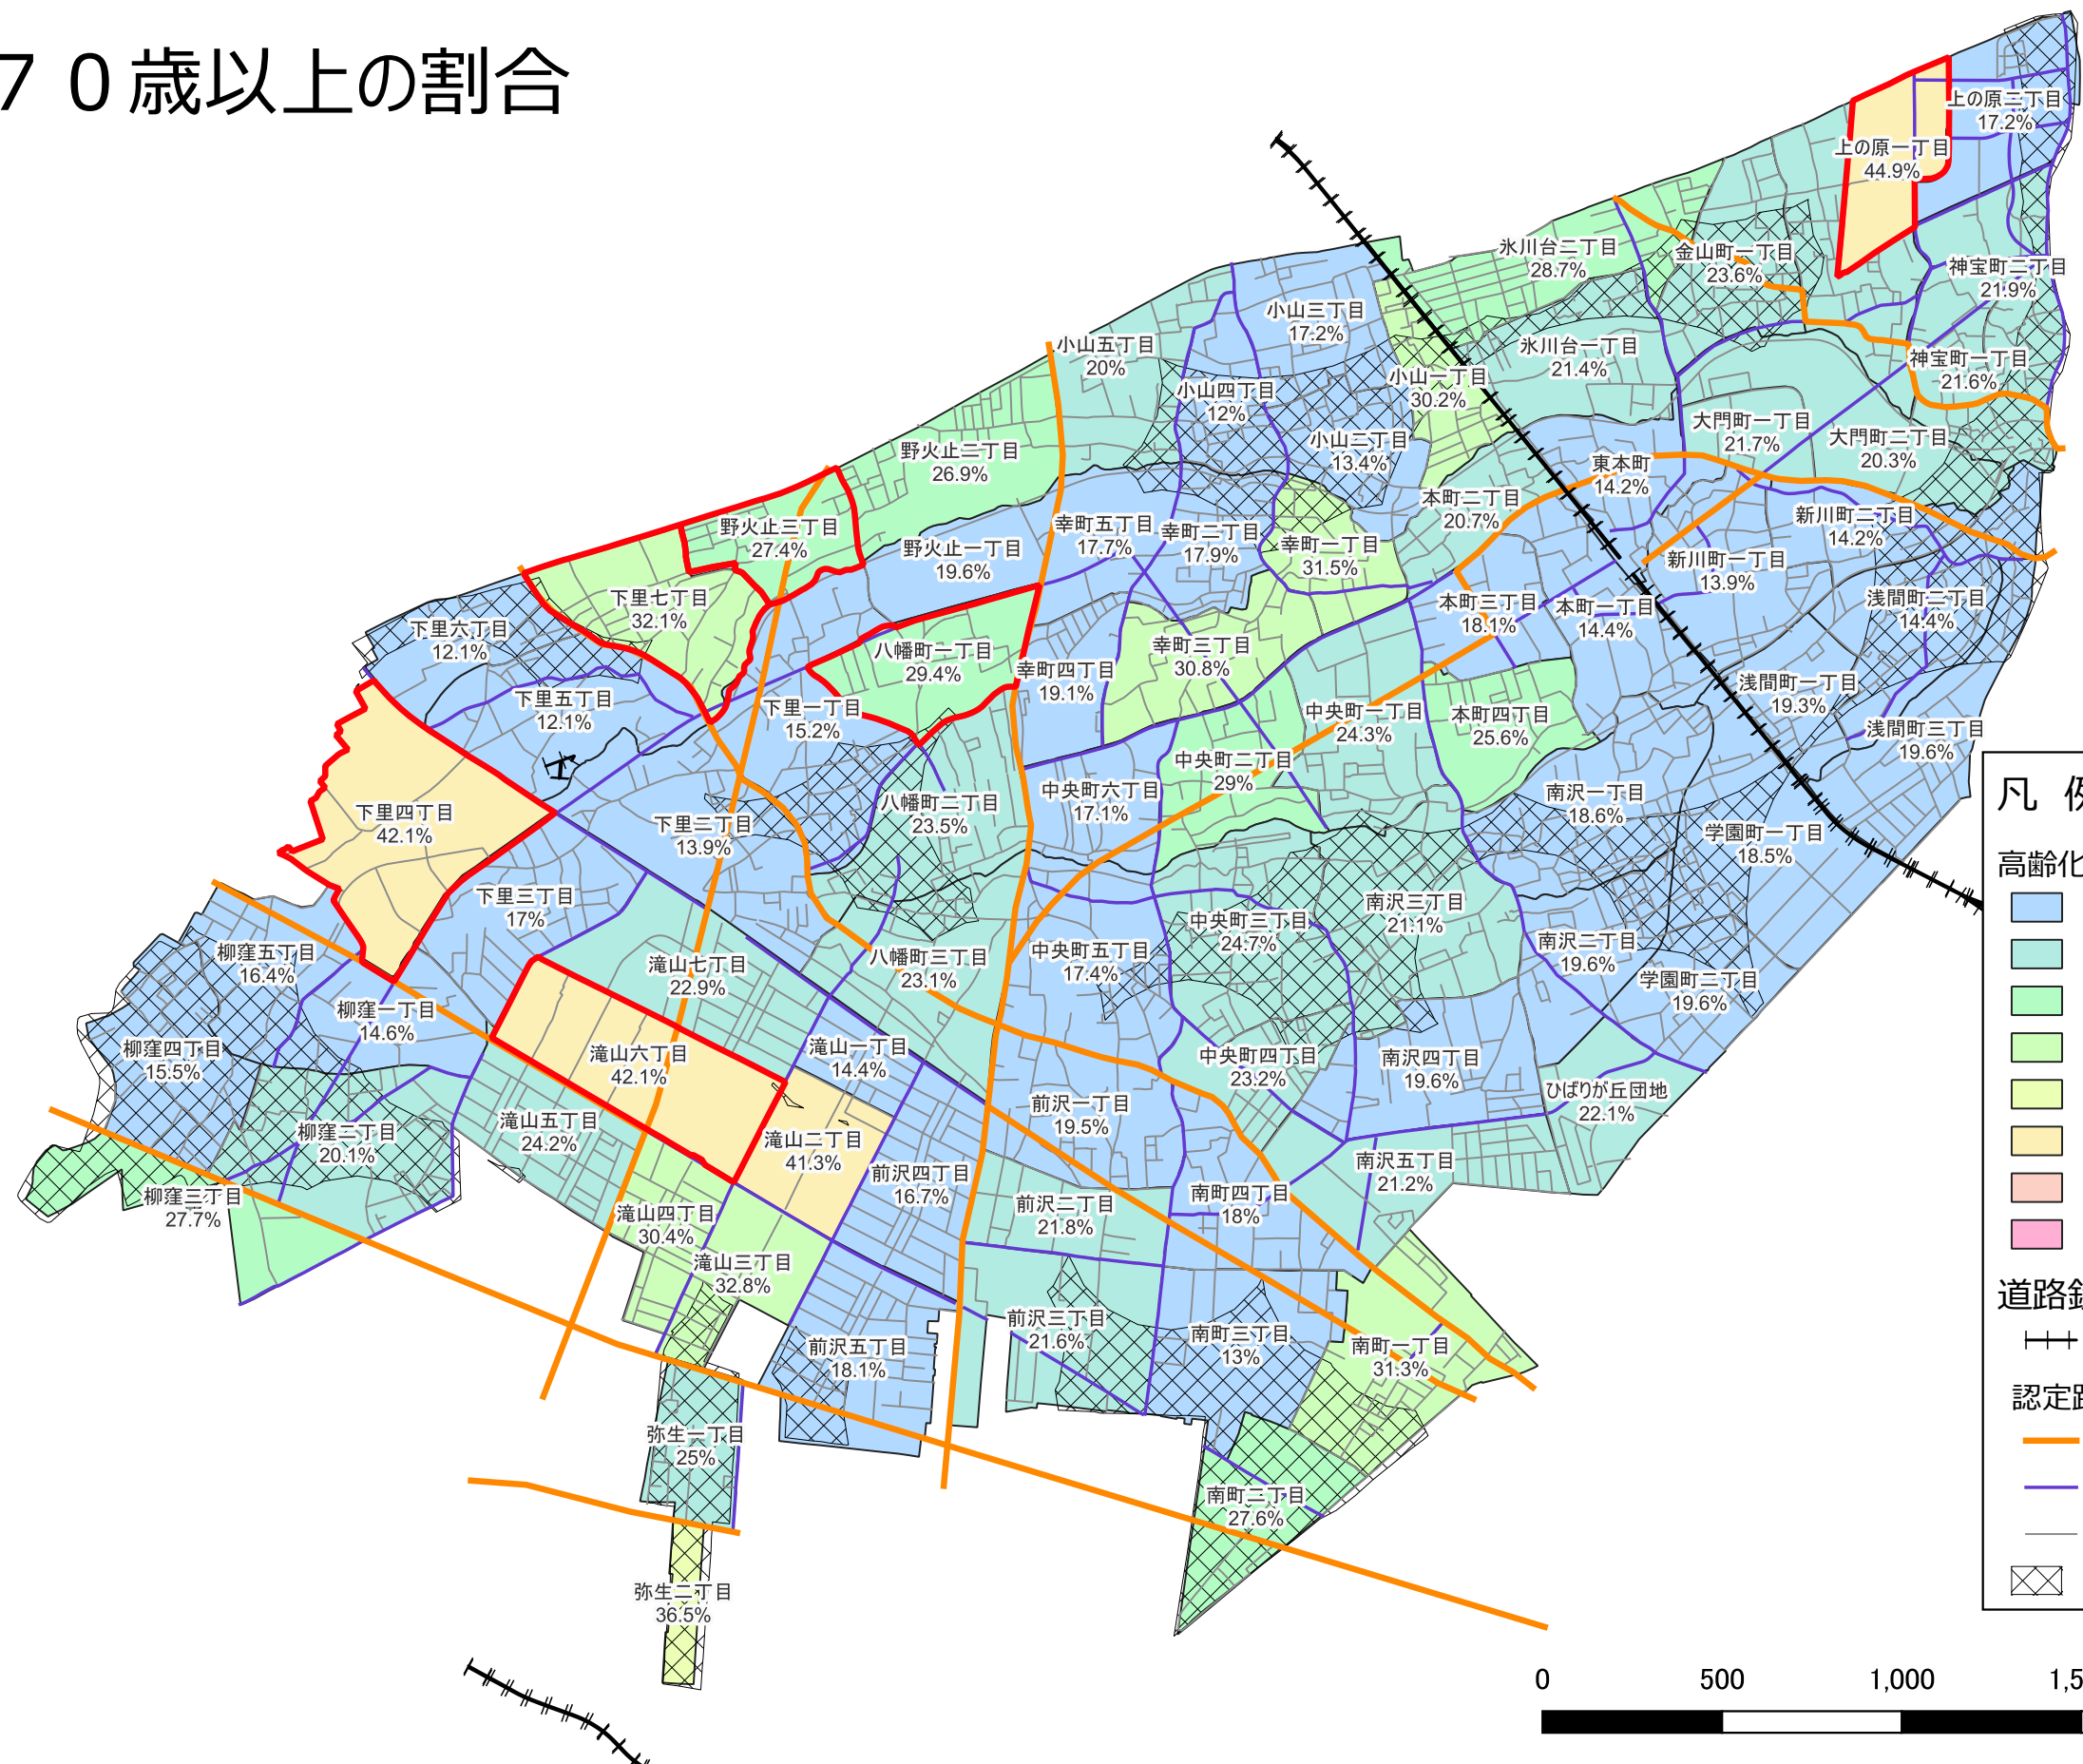 ７０歳以上の割合
上の原二丁目
17.2%
上の原一丁目
44.9%
氷川台二丁目
28.7%
金山町一丁目
23.6%
神宝町二丁目
21.9%
小山三丁目
17.2%
小山五丁目
20%
氷川台一丁目
21.4%
神宝町一丁目
21.6%
小山四丁目
12%
小山一丁目
30.2%
小山二丁目
13.4%
大門町一丁目
21.7%
大門町二丁目
20.3%
野火止二丁目
26.9%
東本町
14.2%
本町二丁目
20.7%
新川町二丁目
14.2%
野火止三丁目
27.4%
幸町五丁目
17.7%
幸町二丁目
17.9%
幸町一丁目
31.5%
野火止一丁目
19.6%
新川町一丁目
13.9%
下里七丁目
32.1%
本町三丁目
18.1%
本町一丁目
14.4%
浅間町二丁目
14.4%
下里六丁目
12.1%
八幡町一丁目
29.4%
幸町三丁目
30.8%
幸町四丁目
19.1%
浅間町一丁目
19.3%
下里五丁目
12.1%
下里一丁目
15.2%
中央町一丁目
24.3%
本町四丁目
25.6%
浅間町三丁目
19.6%
中央町二丁目
29%
中央町六丁目
17.1%
南沢一丁目
18.6%
下里四丁目
42.1%
下里二丁目
13.9%
八幡町二丁目
23.5%
学園町一丁目
18.5%
下里三丁目
17%
中央町三丁目
24.7%
南沢三丁目
21.1%
南沢二丁目
19.6%
柳窪五丁目
16.4%
滝山七丁目
22.9%
八幡町三丁目
23.1%
中央町五丁目
17.4%
学園町二丁目
19.6%
柳窪一丁目
14.6%
柳窪四丁目
15.5%
滝山六丁目
42.1%
滝山一丁目
14.4%
中央町四丁目
23.2%
南沢四丁目
19.6%
ひばりが丘団地
22.1%
前沢一丁目
19.5%
滝山五丁目
24.2%
柳窪二丁目
20.1%
滝山二丁目
41.3%
前沢四丁目
16.7%
南沢五丁目
21.2%
柳窪三丁目
27.7%
前沢二丁目
21.8%
南町四丁目
18%
滝山四丁目
30.4%
滝山三丁目
32.8%
前沢三丁目
21.6%
南町三丁目
13%
南町一丁目
31.3%
前沢五丁目
18.1%
弥生一丁目
25%
南町二丁目
27.6%
弥生二丁目
36.5%
凡 例
高齢化
道路鉄
認定路
0 500 1,000 1,5